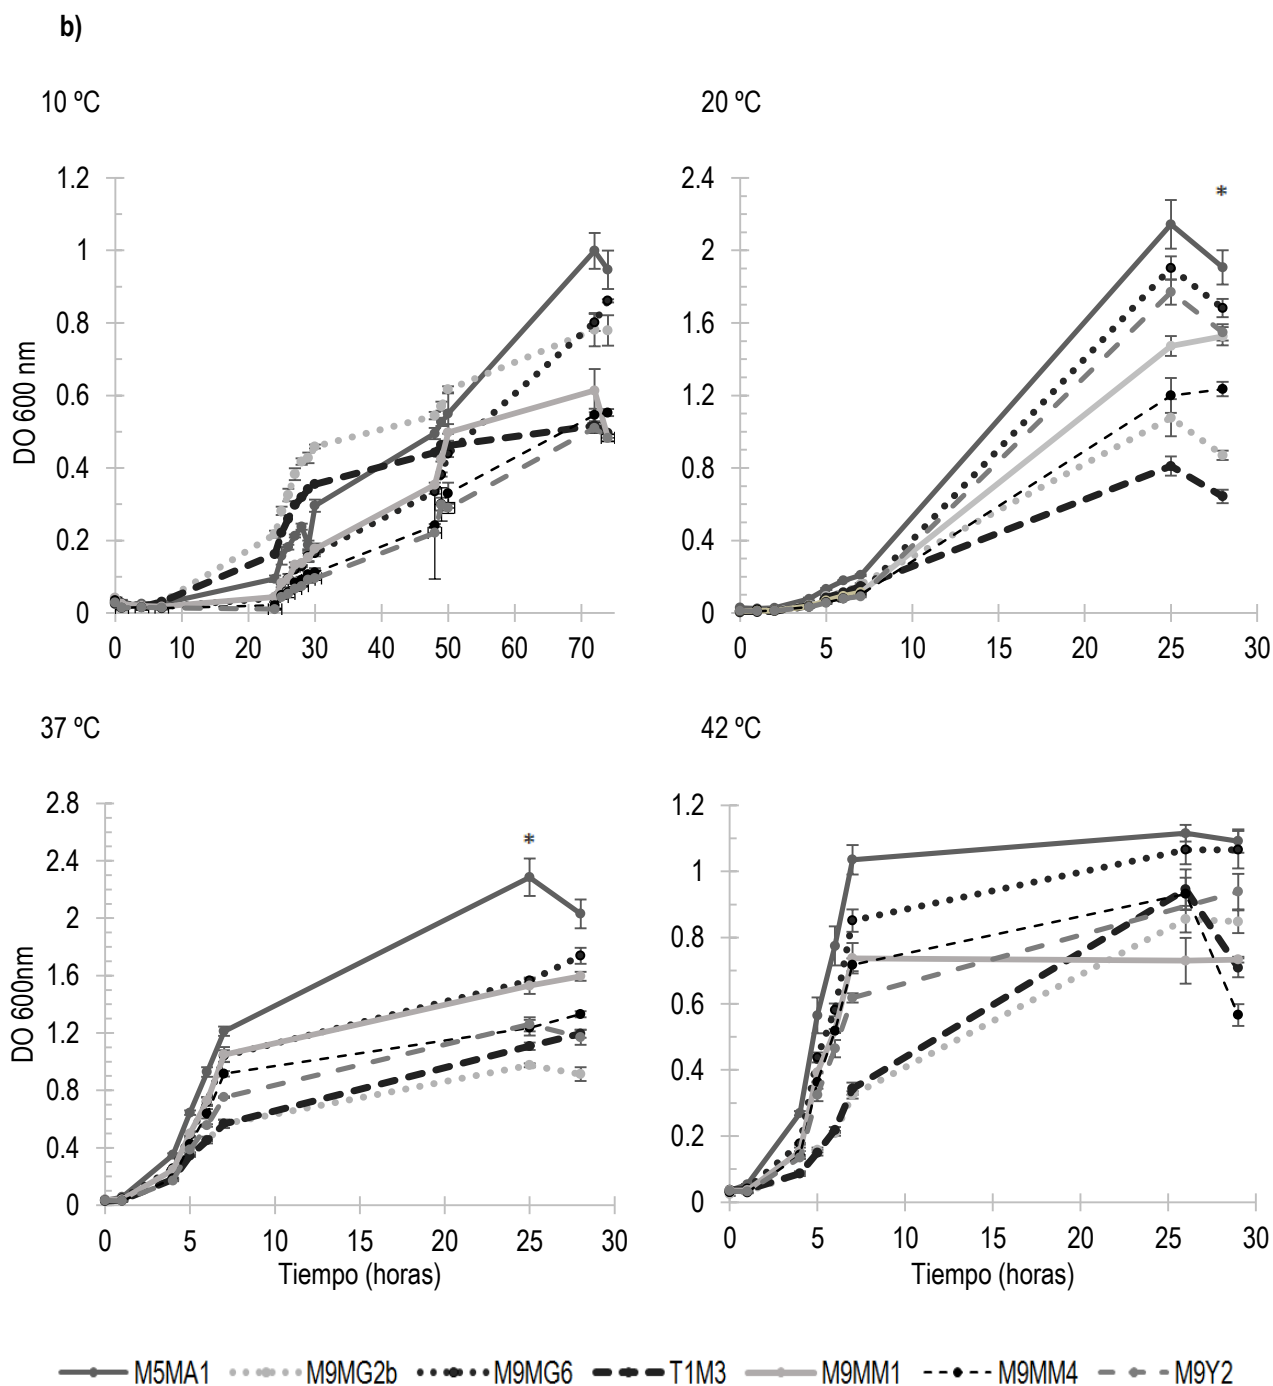 b)
10 ºC
20 ºC
1.2
1
0.8
0.6
0.4
0.2
0
DO 600 nm
0 10 20 30 40 50 60 70
2.4
2
1.6
1.2
0.8
0.4
0
*
0 5 10 15 20 25 30
37 ºC
42 ºC
2.8
2.4
2
1.6
1.2
0.8
0.4
0
DO 600nm
*
0 5 10 15 20 25 30
Tiempo (horas)
1.2
1
0.8
0.6
0.4
0.2
0
0 5 10 15 20 25 30
Tiempo (horas)
M5MA1 M9MG2b M9MG6 T1M3 M9MM1 M9MM4 M9Y2